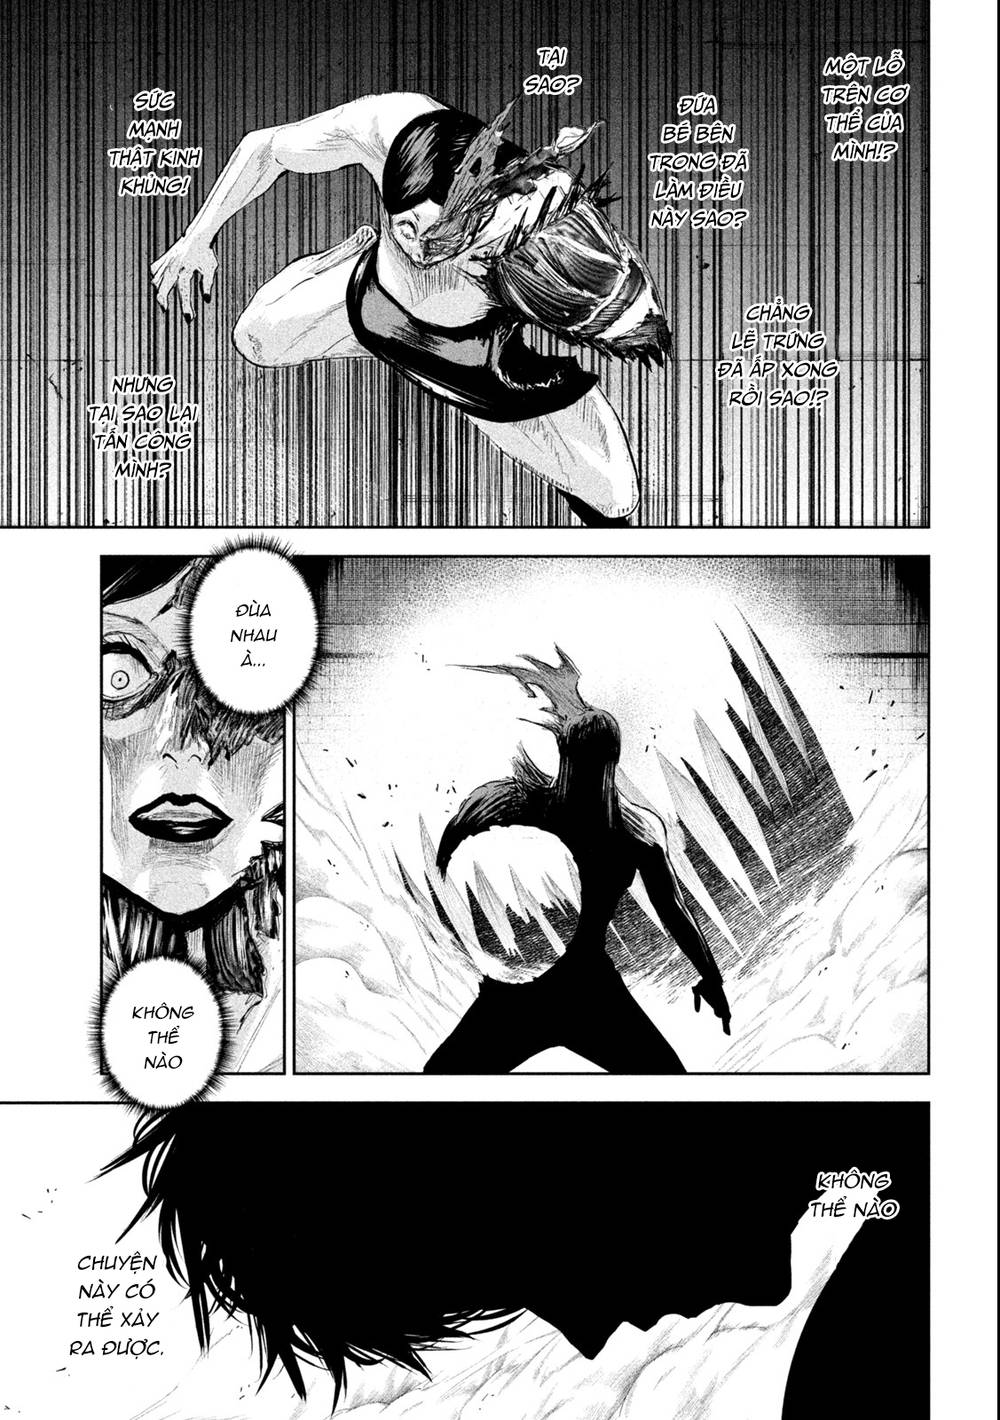 MỘT LỖ
TRÊN CƠ
THỂ CỦA
MÌNH!?
ĐỨA
BÉ BÊN
TRONG ĐÃ
LÀM ĐIỀU
NÀY SAO?
TẠI
SAO?
SỨC
MẠNH
THẬT KINH
KHỦNG!
CHẲNG
LẼ TRỨNG
ĐÃ ẤP XONG
RỒI SAO!?
NHƯNG
TẠI SAO LẠI
TẤN CÔNG
MÌNH?
ĐÙA
NHAU
À...
KHÔNG
THỂ
NÀO
KHÔNG
THỂ NÀO
CHUYỆN
NÀY CÓ
THỂ XẢY
RA ĐƯỢC.